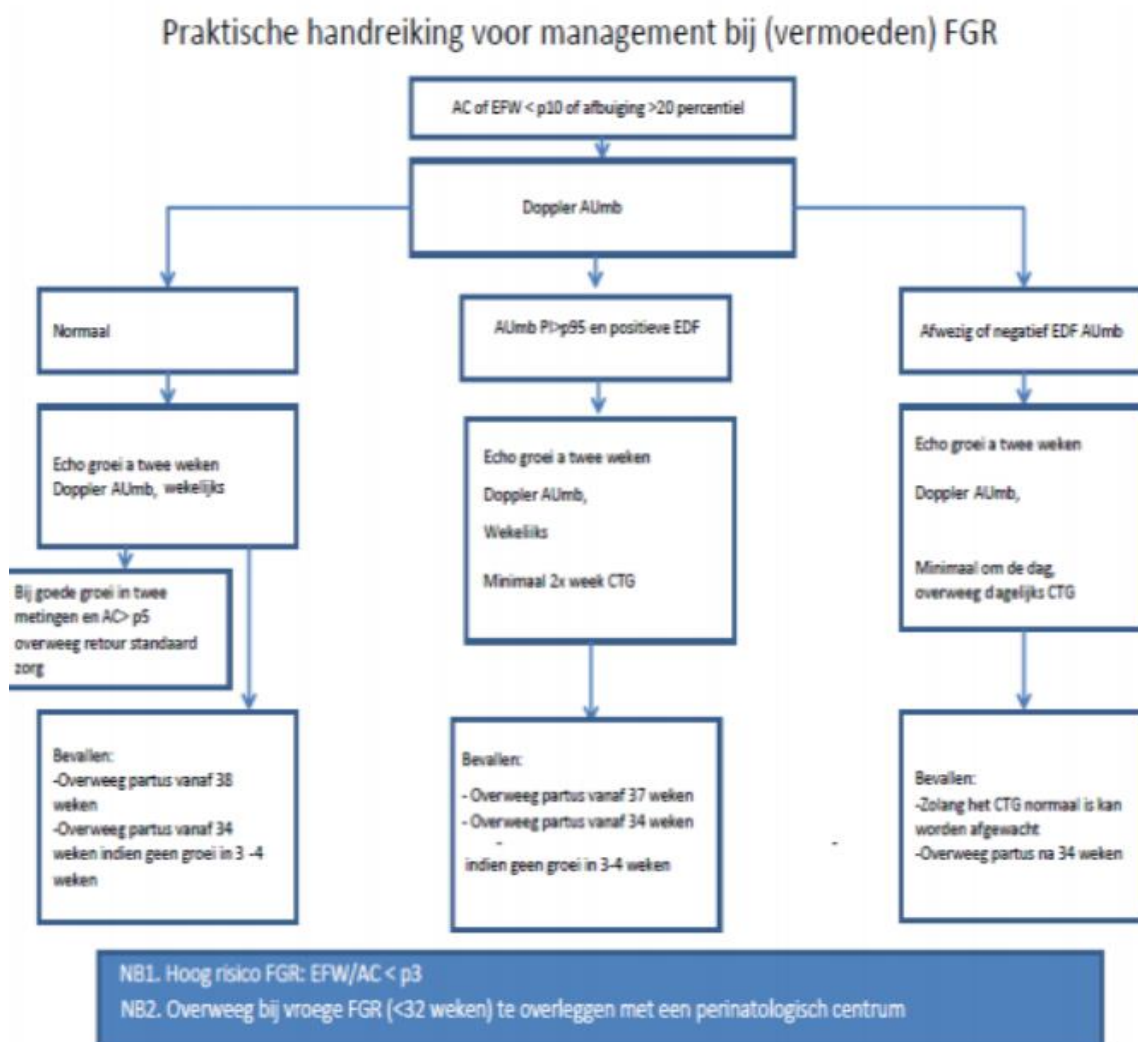 Praktische handreiking voor management bij (vermoeden) FGR
AC of EFW < p10 of afbuiging >20 percentiel
Doppler AUmb
Normaal
AUmb PI>p95 en positieve EDF
Afwezig of negatief EDF AUmb
Echo groei a twee weken
Doppler AUmb, wekelijks
Echo groei a twee weken
Doppler AUmb,
Wekelijks
Minimaal 2x week CTG
Echo groei a twee weken
Doppler AUmb,
Minimaal om de dag,
overweeg dagelijks CTG
Bij goede groei in twee
metingen en AC> p5
overweeg retour standaard
zorg
Bevallen:
-Overweeg partus vanaf 38
weken
-Overweeg partus vanaf 34
weken indien geen groei in 3 -4
weken
Bevallen:
- Overweeg partus vanaf 37 weken
- Overweeg partus vanaf 34 weken
-
indien geen groei in 3-4 weken
-
Bevallen:
-Zolang het CTG normaal is kan
worden afgewacht
-Overweeg partus na 34 weken
NB1. Hoog risico FGR: EFW/AC < p3
NB2. Overweeg bij vroege FGR (<32 weken) te overleggen met een perinatologisch centrum